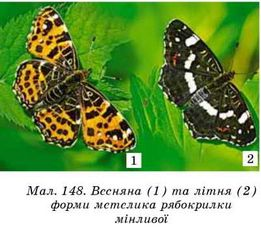 1
2
Мал. 148. Весняна (1) та літня (2)
форми метелика рябокрилки
мінливої